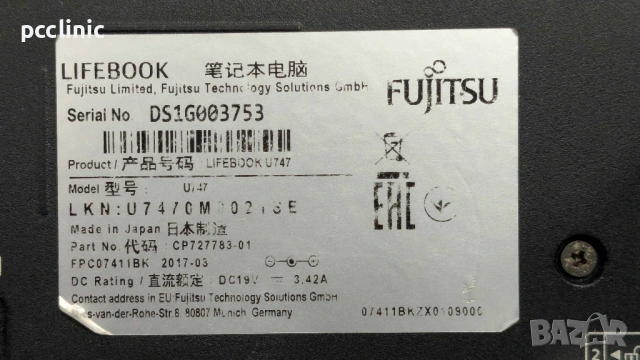 pcclinic
LIFEBOOK 笔记本电脑
Fujitsu Limited, Fujitsu Technology Solutions GmbH
FUJITSU
Serial No DS1G003753
Product / 产品号码 : LIFEBOOK U747
Model 型号 : U747
EAC
Made in Japan 日本制造
Part No. 代码 : CP727783-01
FPC07411BK 2017-03
DC Rating / 直流额定 : DC19V 3.42A
Contact address in EU: Fujitsu Technology Solutions GmbH
-van-der-Rohe-Str.8 80807 Munich Germany
07411BKZX0109000
BAZAR
2